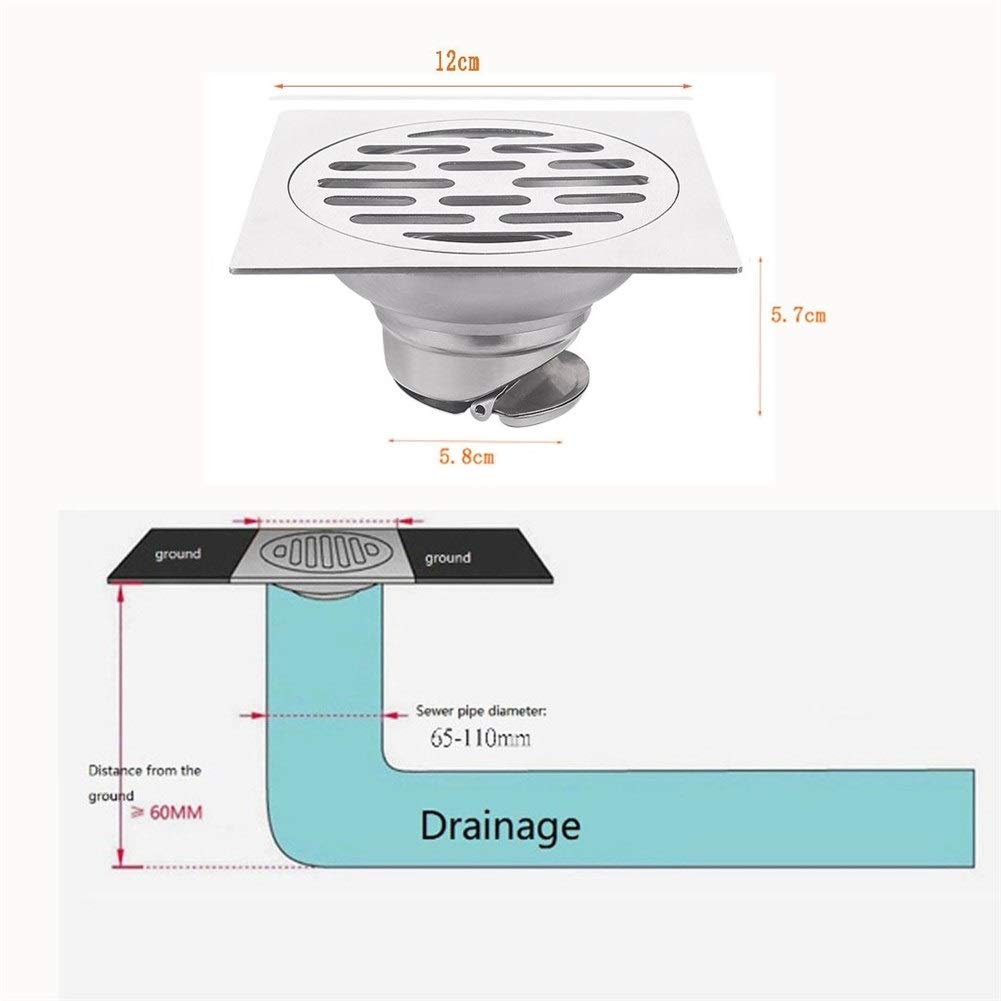 12cm
5.7cm
5.8cm
ground
ground
Sewer pipe diameter:
65-110mm
Distance from the
ground
⩾ 60MM
Drainage